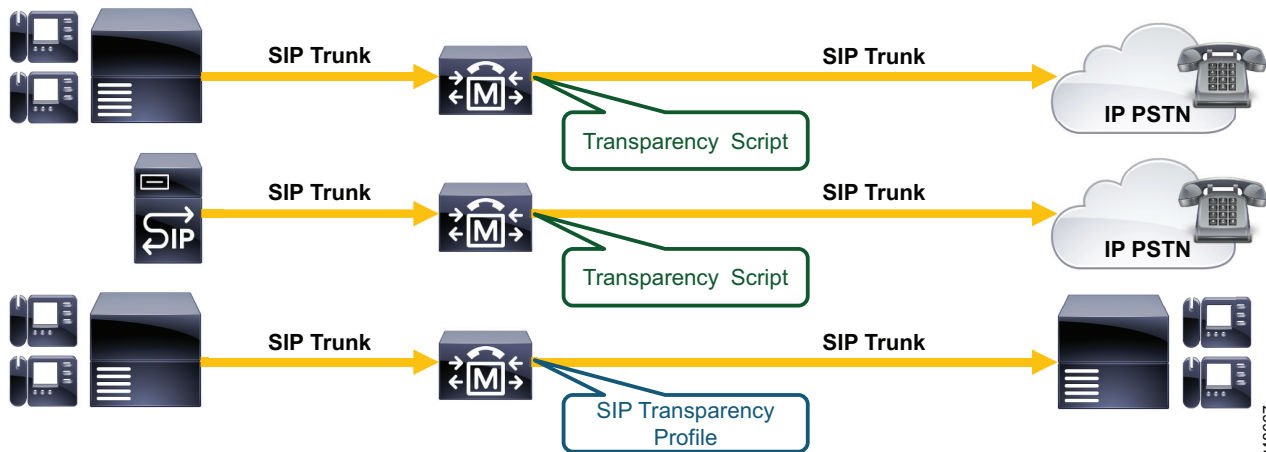 SIP Trunk
SIP Trunk
M
IP PSTN
Transparency Script
SIP Trunk
SIP Trunk
SIP
M
IP PSTN
Transparency Script
SIP Trunk
SIP Trunk
M
SIP Transparency
Profile